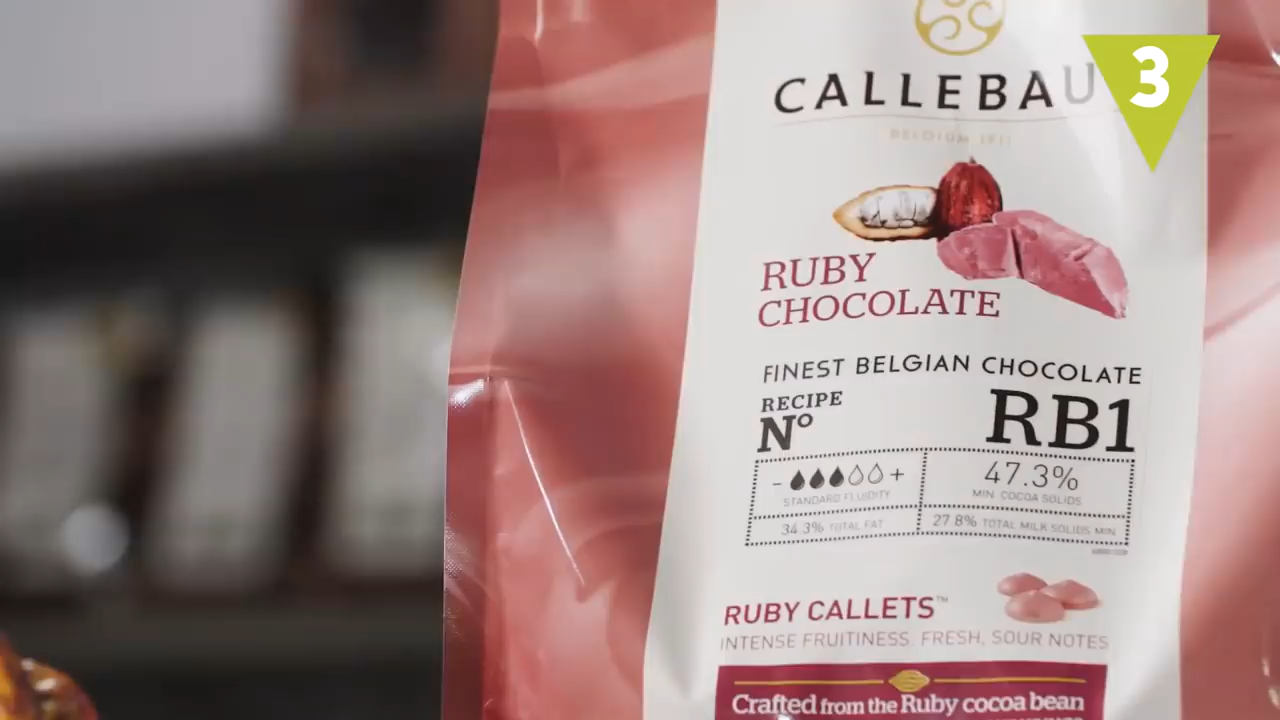 3
CALLEBAU
BELGIUM 1911
RUBY
CHOCOLATE
FINEST BELGIAN CHOCOLATE
RECIPE
Nº
RB1
- +
STANDARD FLUIDITY
47.3%
MIN. COCOA SOLIDS
34.3% TOTAL FAT
27.8% TOTAL MILK SOLIDS MIN.
RUBY CALLETS™
INTENSE FRUITINESS. FRESH, SOUR NOTES
Crafted from the Ruby cocoa bean